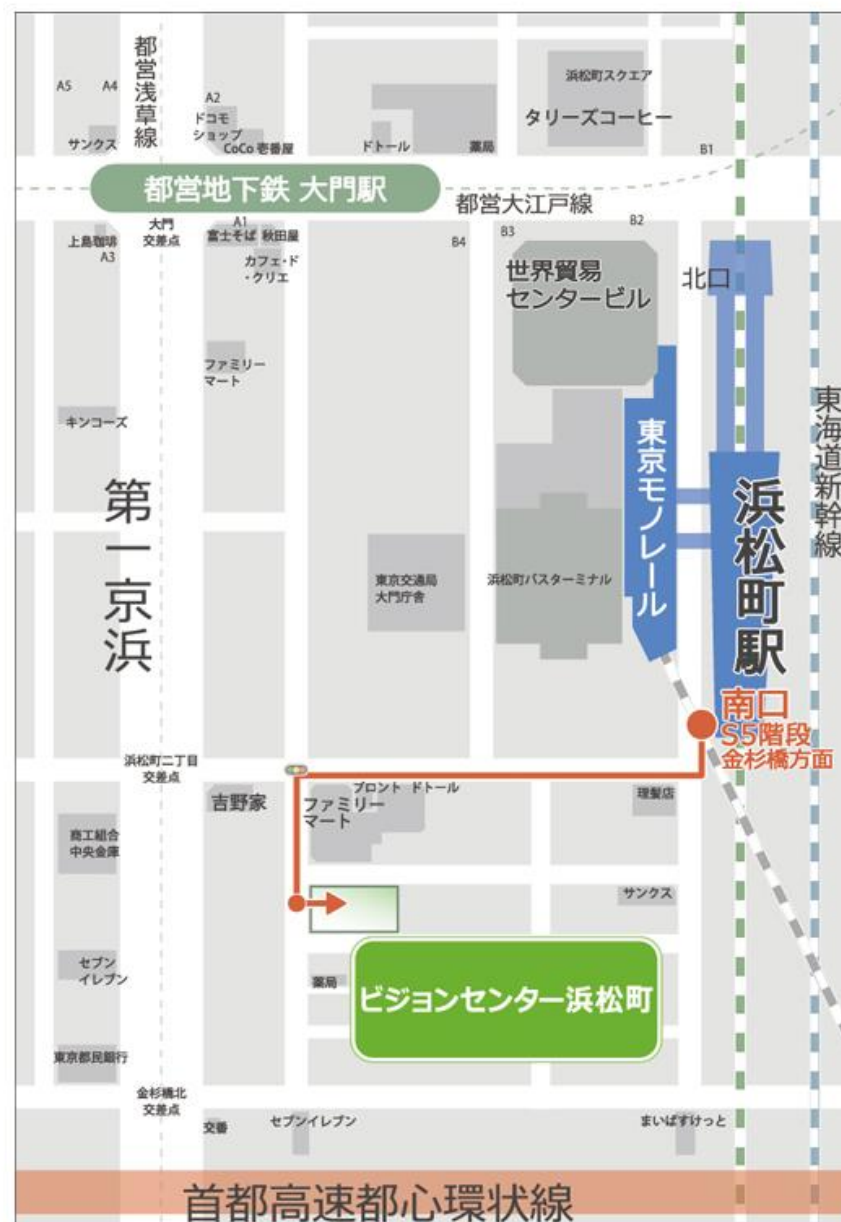 都営浅草線
A5
A4
A2
サンクス
ドコモ
ショップ
CoCo 壱番屋
ドトール
薬局
浜松町スクエア
タリーズコーヒー
B1
都営地下鉄 大門駅
都営大江戸線
大門
交差点
上島珈琲
A3
A1
富士そば
秋田屋
カフェ・ド
・クリエ
B4
B3
B2
世界貿易
センタービル
北口
ファミリー
マート
キンコーズ
東海道新幹線
東京モノレール
浜松町駅
第一京浜
東京交通局
大門庁舎
浜松町バスターミナル
南口
S5階段
金杉橋方面
浜松町二丁目
交差点
吉野家
プロント
ドトール
ファミリー
マート
理髪店
商工組合
中央金庫
サンクス
セブン
イレブン
薬局
ビジョンセンター浜松町
東京都民銀行
金杉橋北
交差点
交番
セブンイレブン
まいばすけっと
首都高速都心環状線